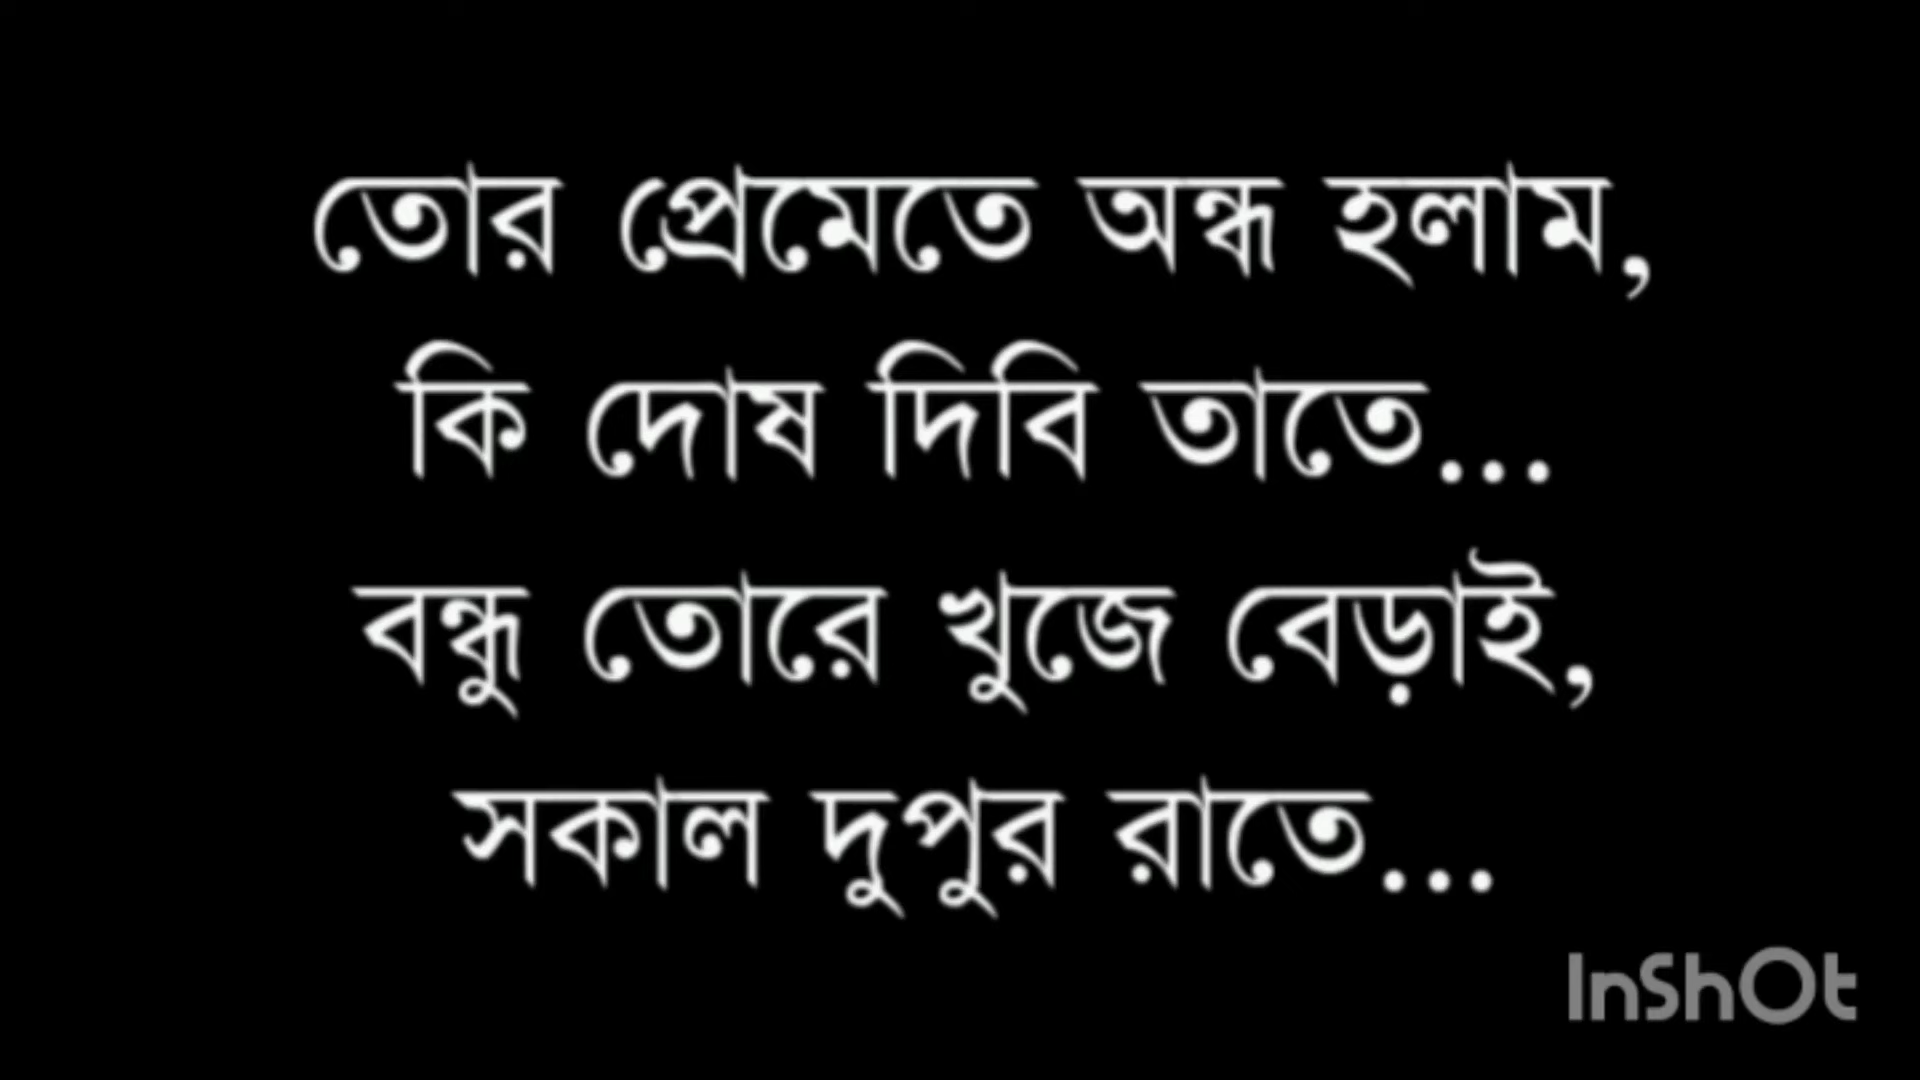 তোর প্রেমেতে অন্ধ হলাম,
কি দোষ দিবি তাতে...
বন্ধু তোরে খুজে বেড়াই,
সকাল দুপুর রাতে...
InShOt